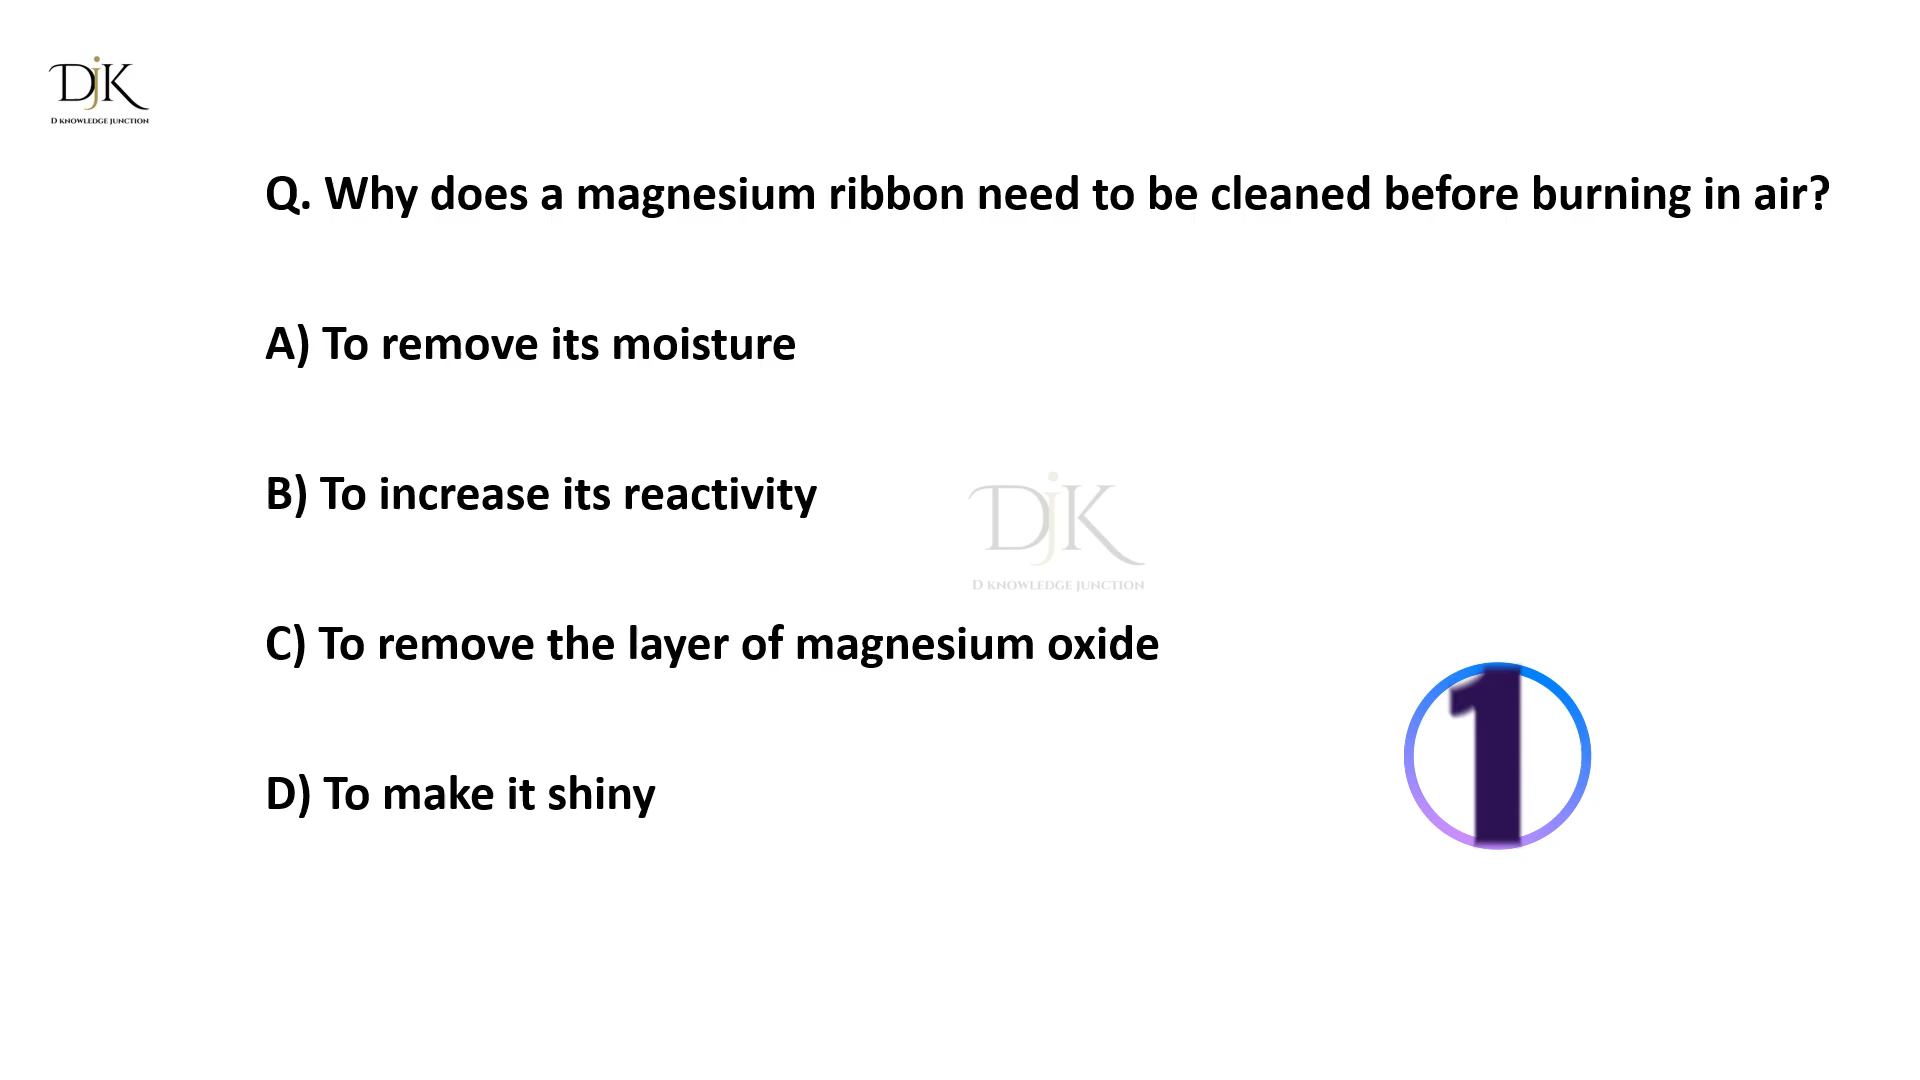 DjK
D KNOWLEDGE JUNCTION
Q. Why does a magnesium ribbon need to be cleaned before burning in air?
A) To remove its moisture
B) To increase its reactivity
DjK
D KNOWLEDGE JUNCTION
C) To remove the layer of magnesium oxide
1
D) To make it shiny